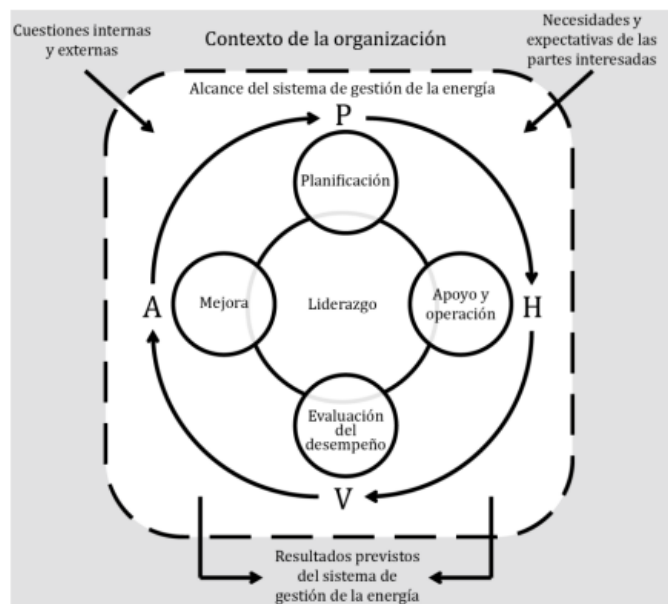 Cuestiones internas
y externas
Contexto de la organización
Necesidades y
expectativas de las
partes interesadas
Alcance del sistema de gestión de la energía
P
Planificación
A
Mejora
Liderazgo
Apoyo y
operación
H
Evaluación
del
desempeño
V
Resultados previstos
del sistema de
gestión de la energía